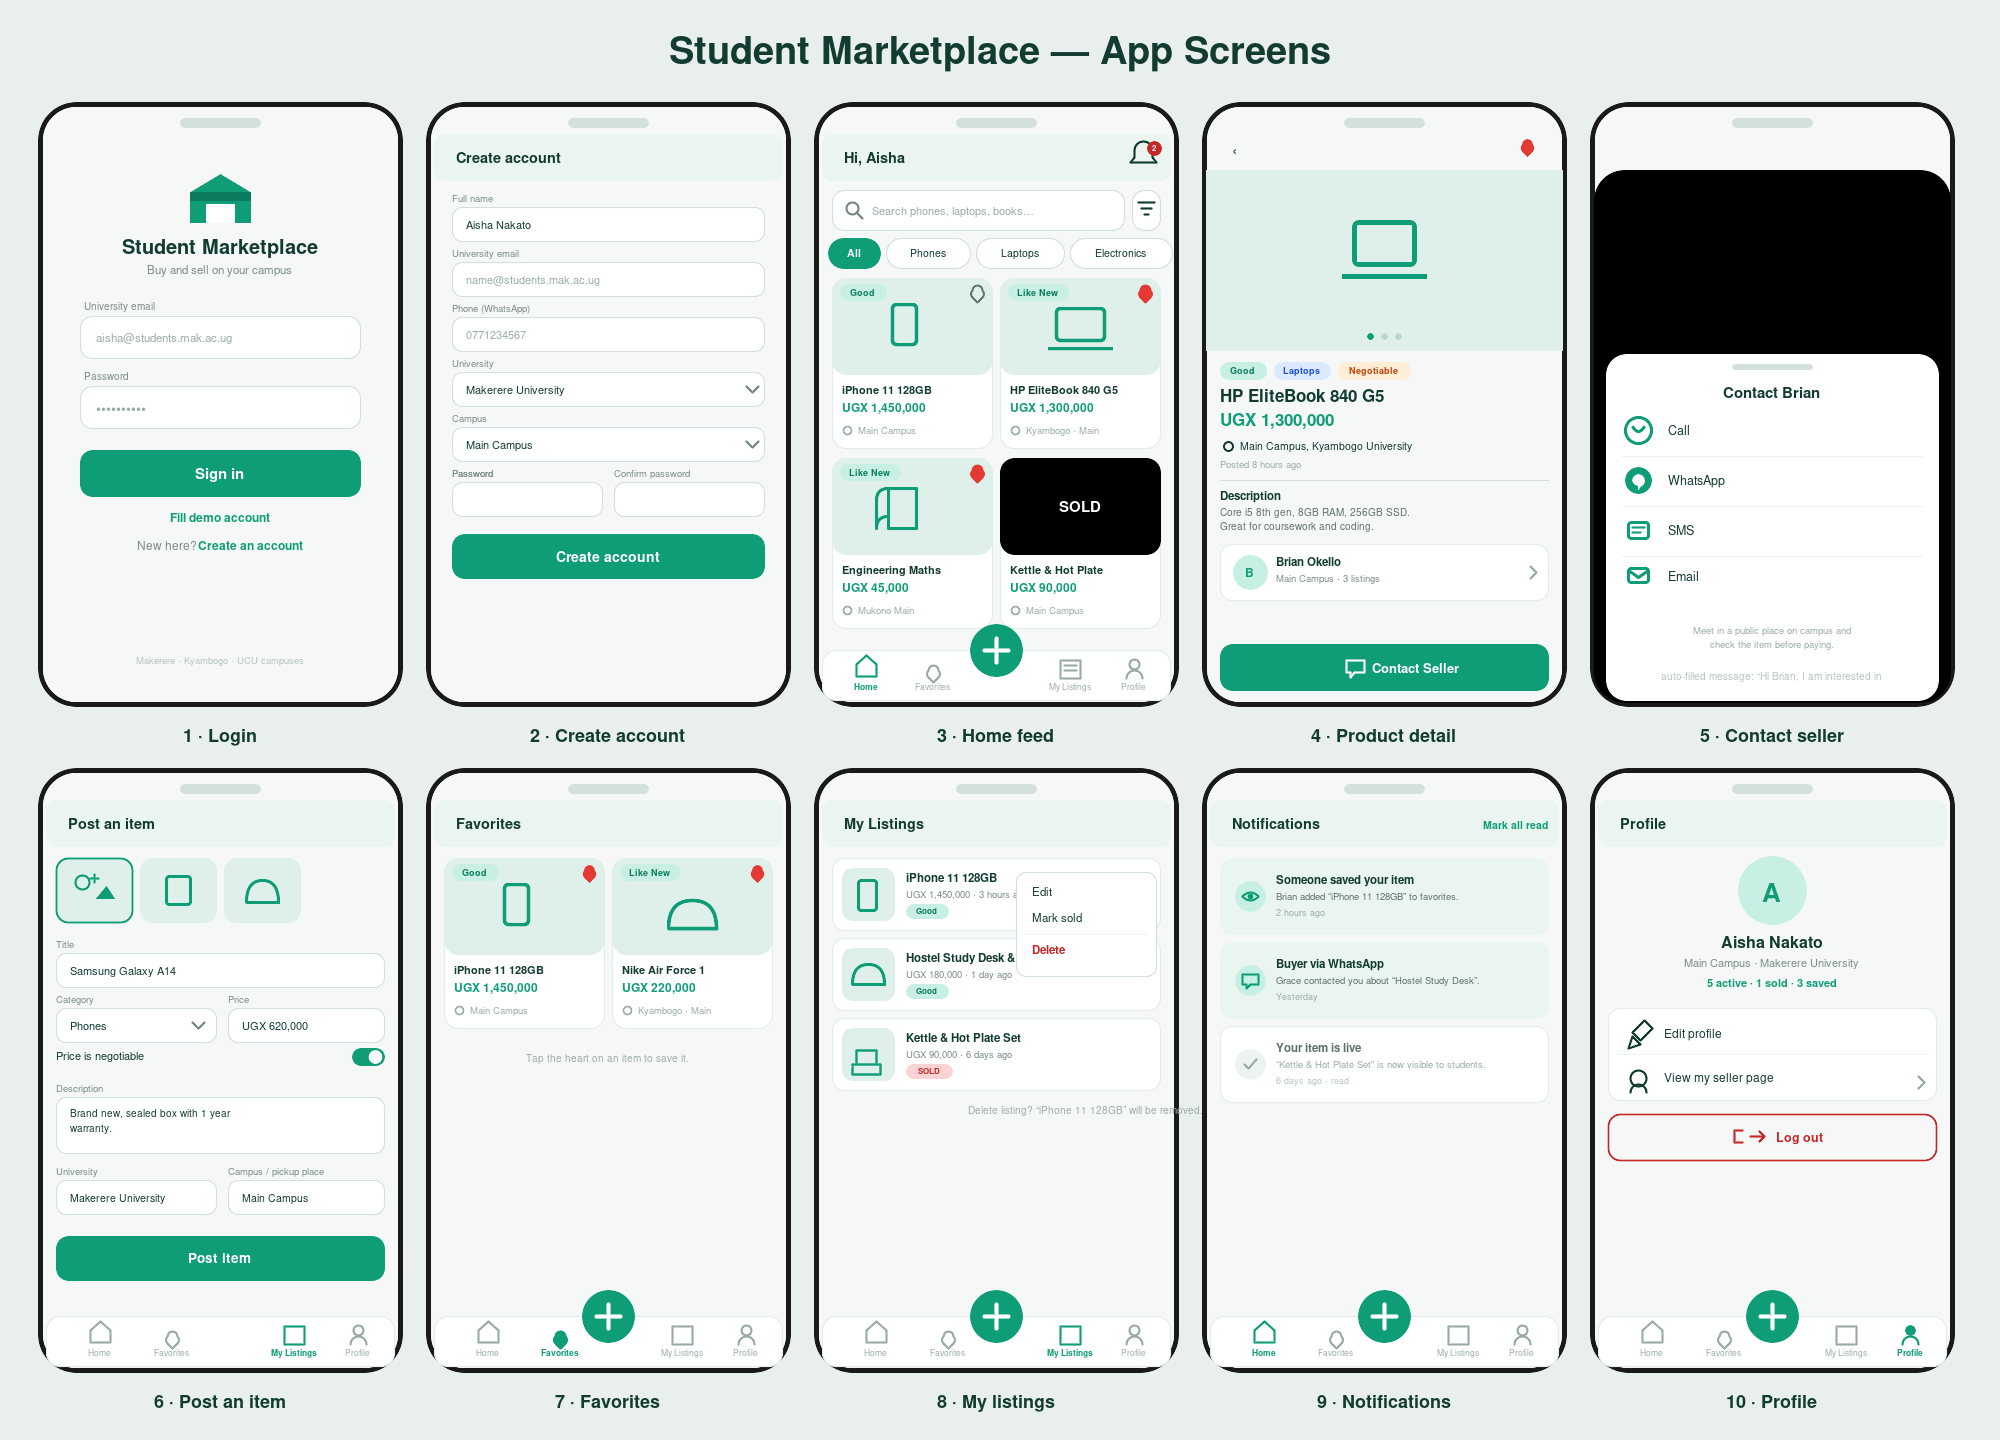 Student Marketplace — App Screens
Student Marketplace
Buy and sell on your campus
University email
aisha@students.mak.ac.ug
Password
••••••••••
Sign in
Fill demo account
New here? Create an account
Makerere · Kyambogo · UCU campuses
1 · Login
Create account
Full name
Aisha Nakato
University email
name@students.mak.ac.ug
Phone (WhatsApp)
0771234567
University
Makerere University
Campus
Main Campus
Password
Confirm password
Create account
2 · Create account
Hi, Aisha
2
Search phones, laptops, books…
All
Phones
Laptops
Electronics
Good
iPhone 11 128GB
UGX 1,450,000
Main Campus
Like New
HP EliteBook 840 G5
UGX 1,300,000
Kyambogo · Main
Like New
Engineering Maths
UGX 45,000
Mukono Main
SOLD
Kettle & Hot Plate
UGX 90,000
Main Campus
Home
Favorites
My Listings
Profile
3 · Home feed
‹
Good
Laptops
Negotiable
HP EliteBook 840 G5
UGX 1,300,000
Main Campus, Kyambogo University
Posted 8 hours ago
Description
Core i5 8th gen, 8GB RAM, 256GB SSD.
Great for coursework and coding.
B
Brian Okello
Main Campus · 3 listings
Contact Seller
4 · Product detail
Contact Brian
Call
WhatsApp
SMS
Email
Meet in a public place on campus and
check the item before paying.
auto-filled message: “Hi Brian, I am interested in
5 · Contact seller
Post an item
Title
Samsung Galaxy A14
Category
Phones
Price
UGX 620,000
Price is negotiable
Description
Brand new, sealed box with 1 year
warranty.
University
Makerere University
Campus / pickup place
Main Campus
Post item
Home
Favorites
My Listings
Profile
6 · Post an item
Favorites
Good
iPhone 11 128GB
UGX 1,450,000
Main Campus
Like New
Nike Air Force 1
UGX 220,000
Kyambogo · Main
Tap the heart on an item to save it.
Home
Favorites
My Listings
Profile
7 · Favorites
My Listings
iPhone 11 128GB
UGX 1,450,000 · 3 hours a
Good
Edit
Mark sold
Delete
Hostel Study Desk &
UGX 180,000 · 1 day ago
Good
Kettle & Hot Plate Set
UGX 90,000 · 6 days ago
SOLD
Delete listing? “iPhone 11 128GB” will be removed.
Home
Favorites
My Listings
Profile
8 · My listings
Notifications
Mark all read
Someone saved your item
Brian added “iPhone 11 128GB” to favorites.
2 hours ago
Buyer via WhatsApp
Grace contacted you about “Hostel Study Desk”.
Yesterday
Your item is live
“Kettle & Hot Plate Set” is now visible to students.
6 days ago · read
Home
Favorites
My Listings
Profile
9 · Notifications
Profile
A
Aisha Nakato
Main Campus · Makerere University
5 active · 1 sold · 3 saved
Edit profile
View my seller page
Log out
Home
Favorites
My Listings
Profile
10 · Profile